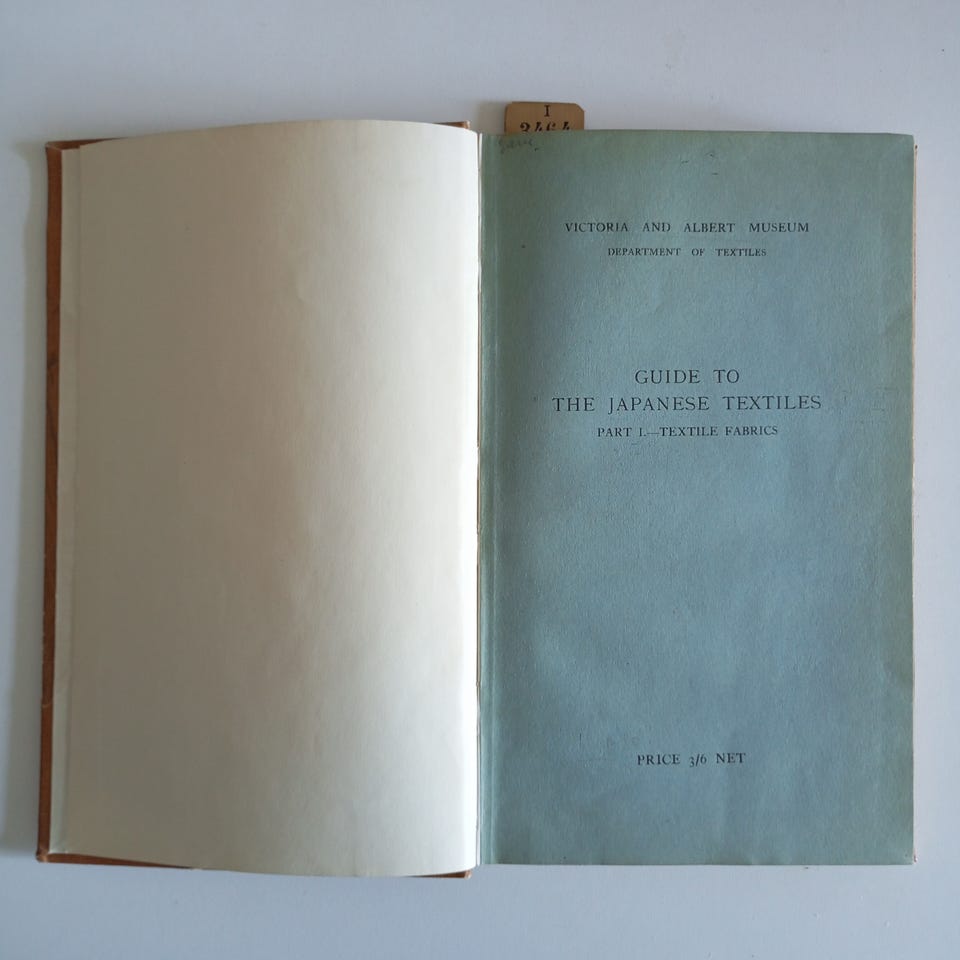 I
3464
VICTORIA AND ALBERT MUSEUM
DEPARTMENT OF TEXTILES
GUIDE TO
THE JAPANESE TEXTILES
PART I.—TEXTILE FABRICS
PRICE 3/6 NET